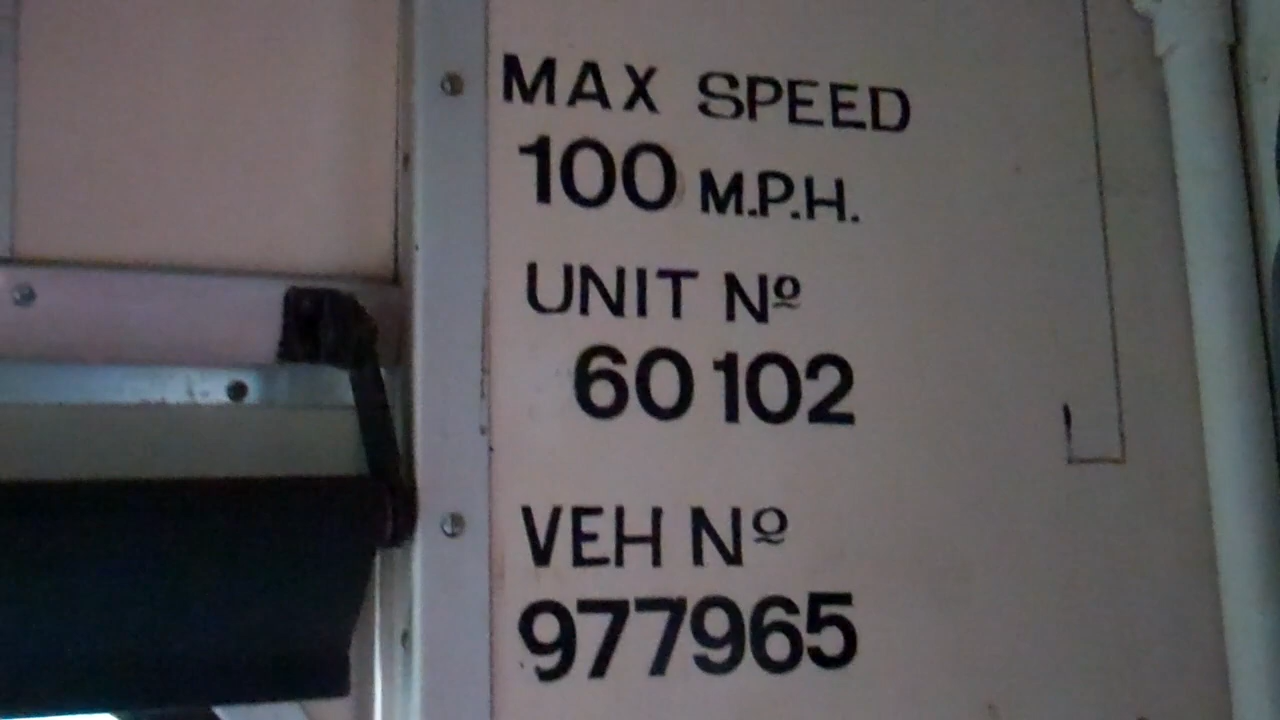 MAX SPEED
100 M.P.H.
UNIT Nº
60102
VEH Nº
977965